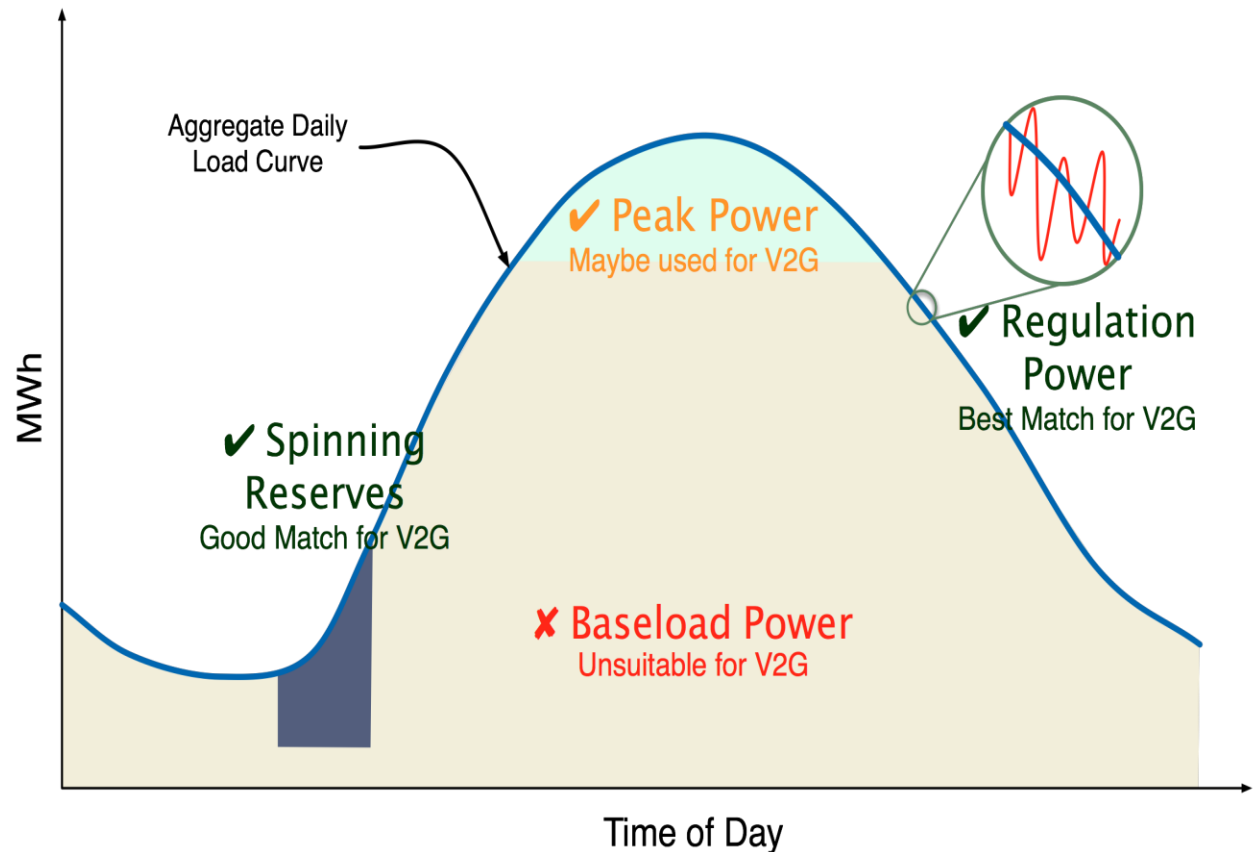 Aggregate Daily
Load Curve
✔ Peak Power
Maybe used for V2G
✔ Regulation
Power
Best Match for V2G
MWh
✔ Spinning
Reserves
Good Match for V2G
✘ Baseload Power
Unsuitable for V2G
Time of Day